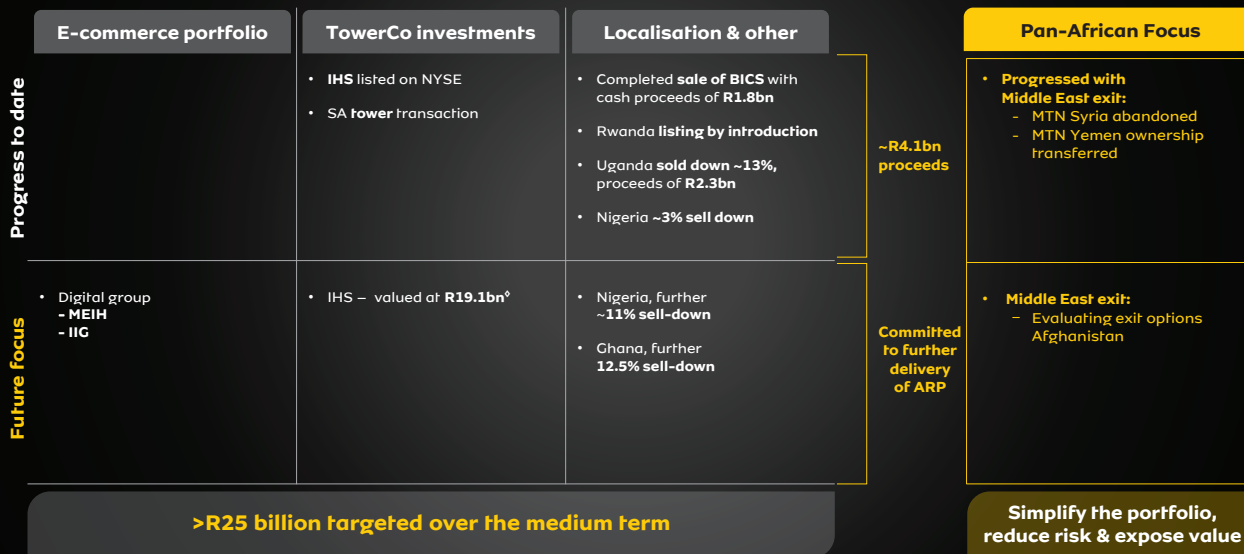 E-commerce portfolio
TowerCo investments
Localisation & other
Pan-African Focus
Progress to date
• IHS listed on NYSE
• SA tower transaction
• Completed sale of BICS with
cash proceeds of R1.8bn
• Rwanda listing by introduction
• Uganda sold down ~13%,
proceeds of R2.3bn
• Nigeria ~3% sell down
~R4.1bn
proceeds
• Progressed with
Middle East exit:
- MTN Syria abandoned
- MTN Yemen ownership
transferred
Future focus
• Digital group
- MEIH
- IIG
• IHS – valued at R19.1bn◊
• Nigeria, further
~11% sell-down
• Ghana, further
12.5% sell-down
Committed
to further
delivery
of ARP
• Middle East exit:
– Evaluating exit options
Afghanistan
>R25 billion targeted over the medium term
Simplify the portfolio,
reduce risk & expose value